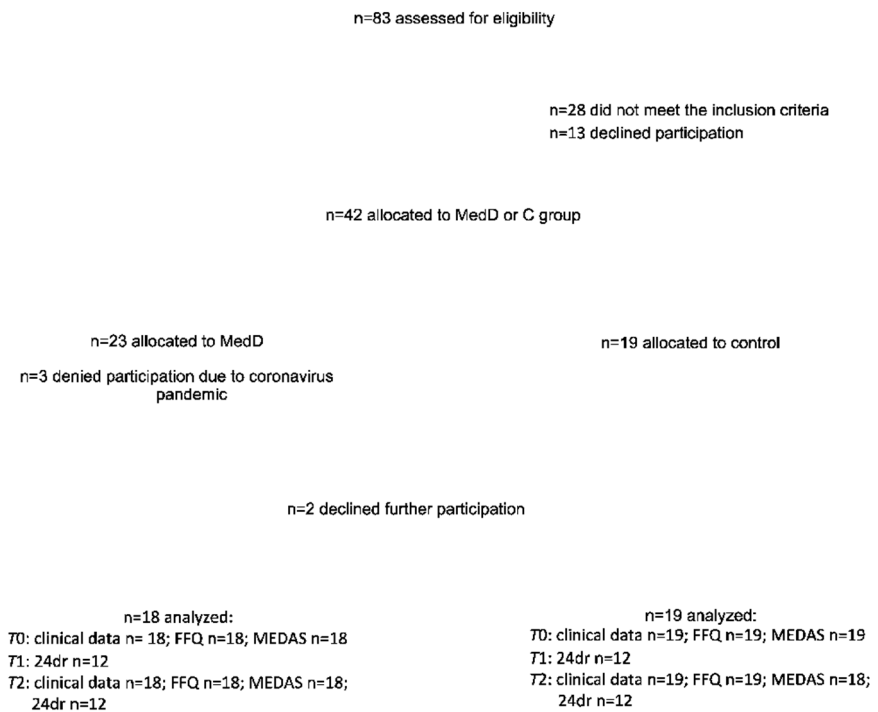 n=83 assessed for eligibility
n=28 did not meet the inclusion criteria
n=13 declined participation
n=42 allocated to MedD or C group
n=23 allocated to MedD
n=3 denied participation due to coronavirus
pandemic
n=19 allocated to control
n=2 declined further participation
n=18 analyzed:
T0: clinical data n= 18; FFQ n=18; MEDAS n=18
T1: 24dr n=12
T2: clinical data n=18; FFQ n=18; MEDAS n=18;
24dr n=12
n=19 analyzed:
T0: clinical data n=19; FFQ n=19; MEDAS n=19
T1: 24dr n=12
T2: clinical data n=19; FFQ n=19; MEDAS n=18;
24dr n=12